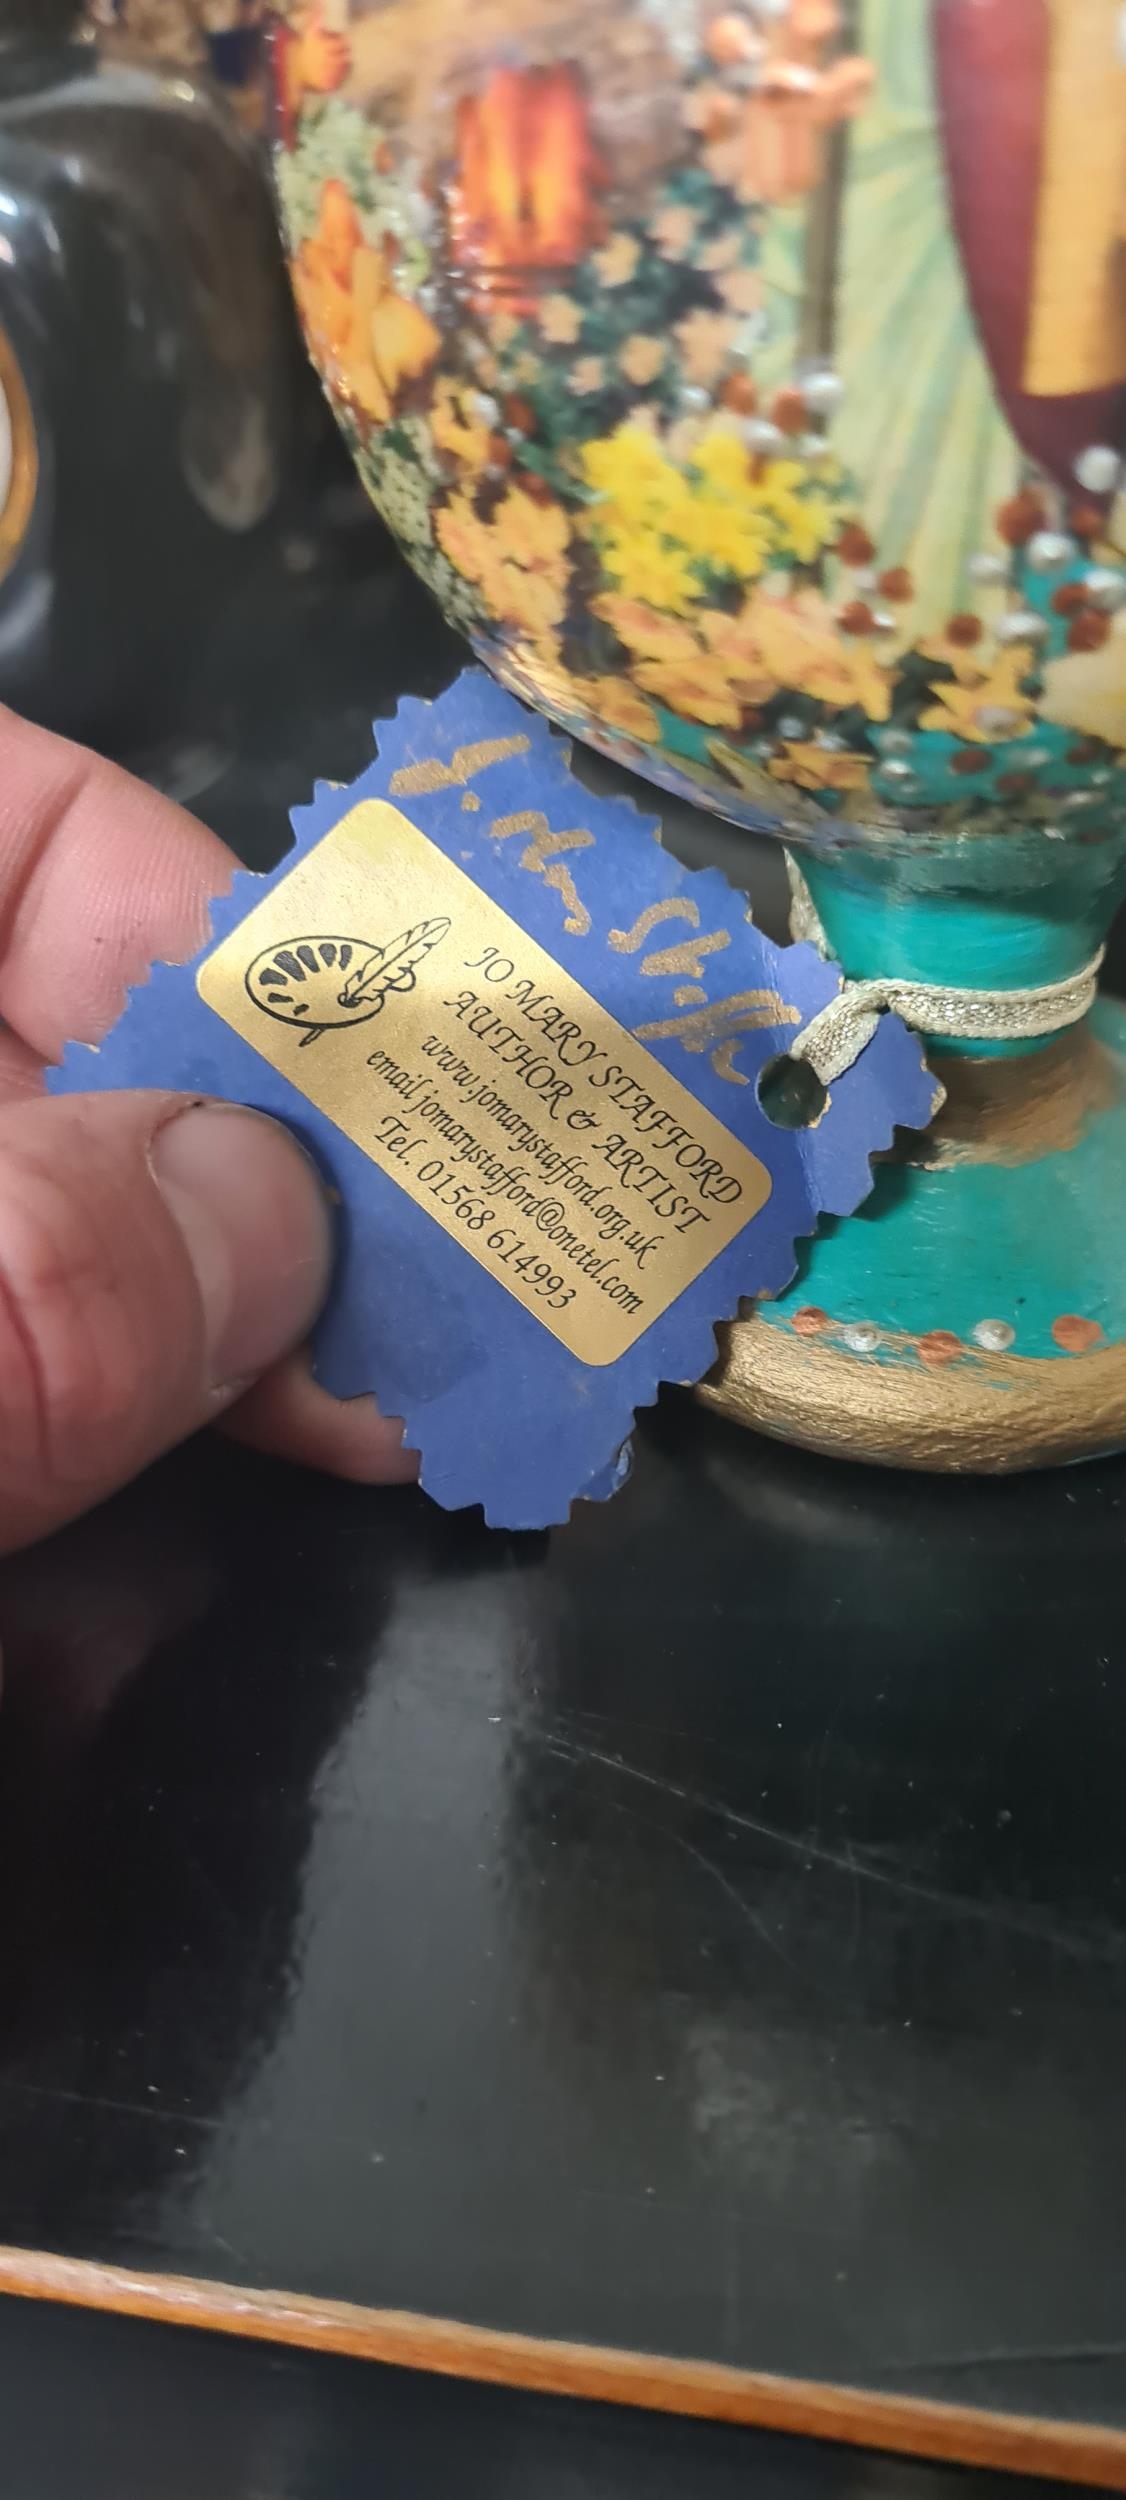 JO MARY STAFFORD
AUTHOR & ARTIST
www.jomarystafford.org.uk
email jomarystafford@onetel.com
Tel. 01568 614993